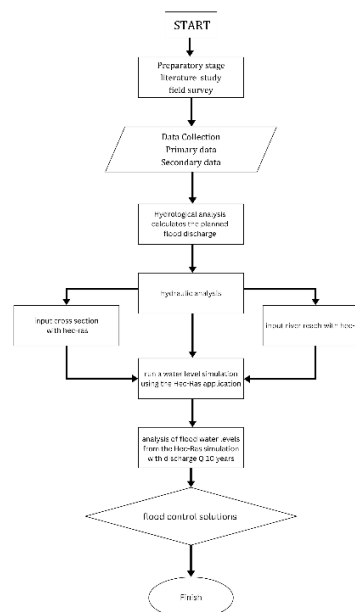 START
Preparatory stage
literature study
field survey
Data Collection
Primary data
Secondary data
Hydrological analysis
calculates the planned
flood discharge
Hydraulic analysis
input cross section
with hec-ras
input river reach with hec-
run a water level simulation
using the Hec-Ras application
analysis of flood water levels
from the Hec-Ras simulation
with discharge Q 10 years
flood control solutions
Finish